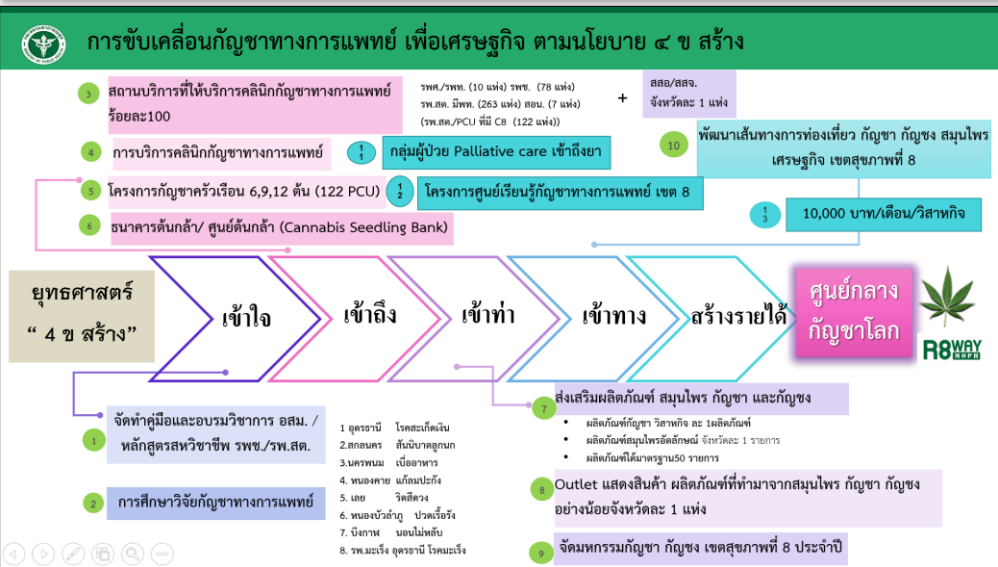 การขับเคลื่อนกัญชาทางการแพทย์ เพื่อเศรษฐกิจ ตามนโยบาย ๔ ข สร้าง
3
สถานบริการที่ให้บริการคลินิกกัญชาทางการแพทย์
ร้อยละ100
รพศ./รพท. (10 แห่ง) รพช. (78 แห่ง)
รพ.สต. มีพท. (263 แห่ง) สอน. (7 แห่ง)
(รพ.สต./PCU ที่มี C8 (122 แห่ง))
+
สสอ/สสจ.
จังหวัดละ 1 แห่ง
4
การบริการคลินิกกัญชาทางการแพทย์
1
1
กลุ่มผู้ป่วย Palliative care เข้าถึงยา
10
พัฒนาเส้นทางการท่องเที่ยว กัญชา กัญชง สมุนไพร
เศรษฐกิจ เขตสุขภาพที่ 8
5
โครงการกัญชาครัวเรือน 6,9,12 ต้น (122 PCU)
1
2
โครงการศูนย์เรียนรู้กัญชาทางการแพทย์ เขต 8
6
ธนาคารต้นกล้า/ ศูนย์ต้นกล้า (Cannabis Seedling Bank)
1
3
10,000 บาท/เดือน/วิสาหกิจ
ยุทธศาสตร์
“ 4 ข สร้าง”
เข้าใจ
เข้าถึง
เข้าท่า
เข้าทาง
สร้างรายได้
ศูนย์กลาง
กัญชาโลก
R8WAY
MOPH
1
จัดทำคู่มือและอบรมวิชาการ อสม. /
หลักสูตรสหวิชาชีพ รพช./รพ.สต.
2
การศึกษาวิจัยกัญชาทางการแพทย์
1 อุดรธานี โรคสะเก็ดเงิน
2.สกลนคร สันนิบาตลูกนก
3.นครพนม เบื่ออาหาร
4. หนองคาย แก้ลมปะกัง
5. เลย ริดสีดวง
6. หนองบัวลำภู ปวดเรื้อรัง
7. บึงกาฬ นอนไม่หลับ
8. รพ.มะเร็ง อุดรธานี โรคมะเร็ง
7
ส่งเสริมผลิตภัณฑ์ สมุนไพร กัญชา และกัญชง
• ผลิตภัณฑ์กัญชา วิสาหกิจ ละ 1ผลิตภัณฑ์
• ผลิตภัณฑ์สมุนไพรอัตลักษณ์ จังหวัดละ 1 รายการ
• ผลิตภัณฑ์ได้มาตรฐาน50 รายการ
8
Outlet แสดงสินค้า ผลิตภัณฑ์ที่ทำมาจากสมุนไพร กัญชา กัญชง
อย่างน้อยจังหวัดละ 1 แห่ง
9
จัดมหกรรมกัญชา กัญชง เขตสุขภาพที่ 8 ประจำปี